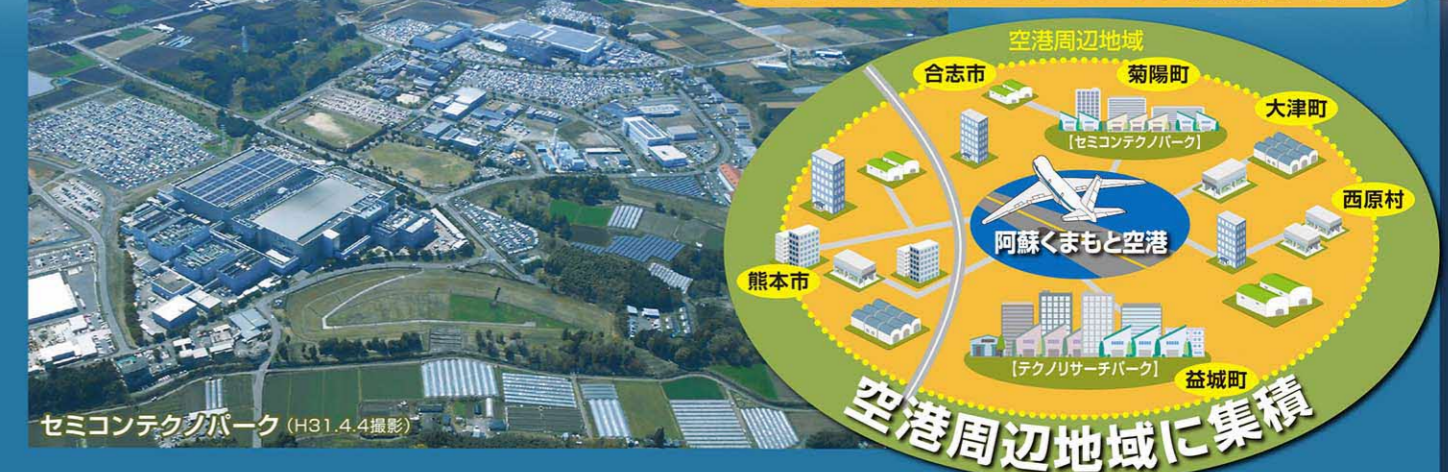 空港周辺地域
合志市
菊陽町
大津町
【セミコンテクノパーク】
西原村
阿蘇くまもと空港
熊本市
【テクノリサーチパーク】
益城町
空港周辺地域に集積
セミコンテクノパーク(H31.4.4撮影)